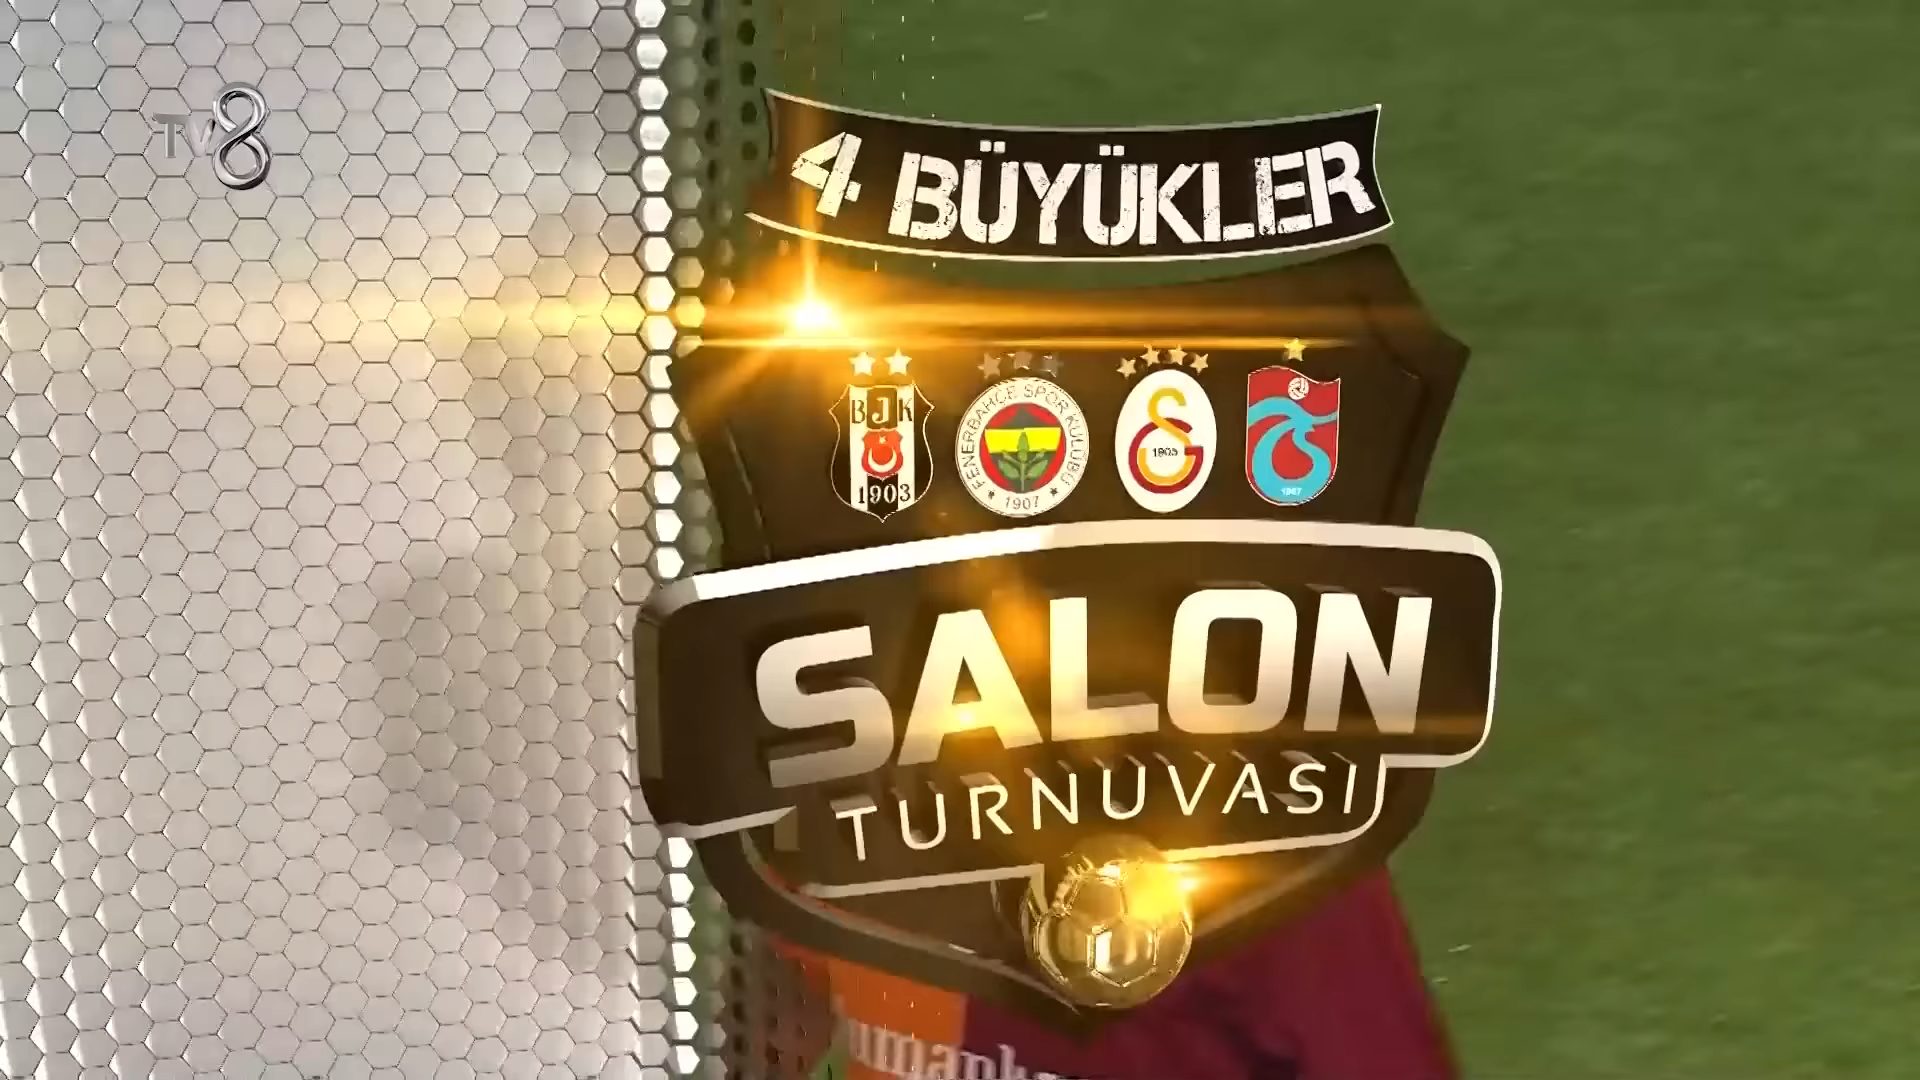 TV8
4 BÜYÜKLER
BJK
1903
FENERBAHÇE SPOR KULÜBÜ
1907
1905
1967
SALON
TURNUVASI